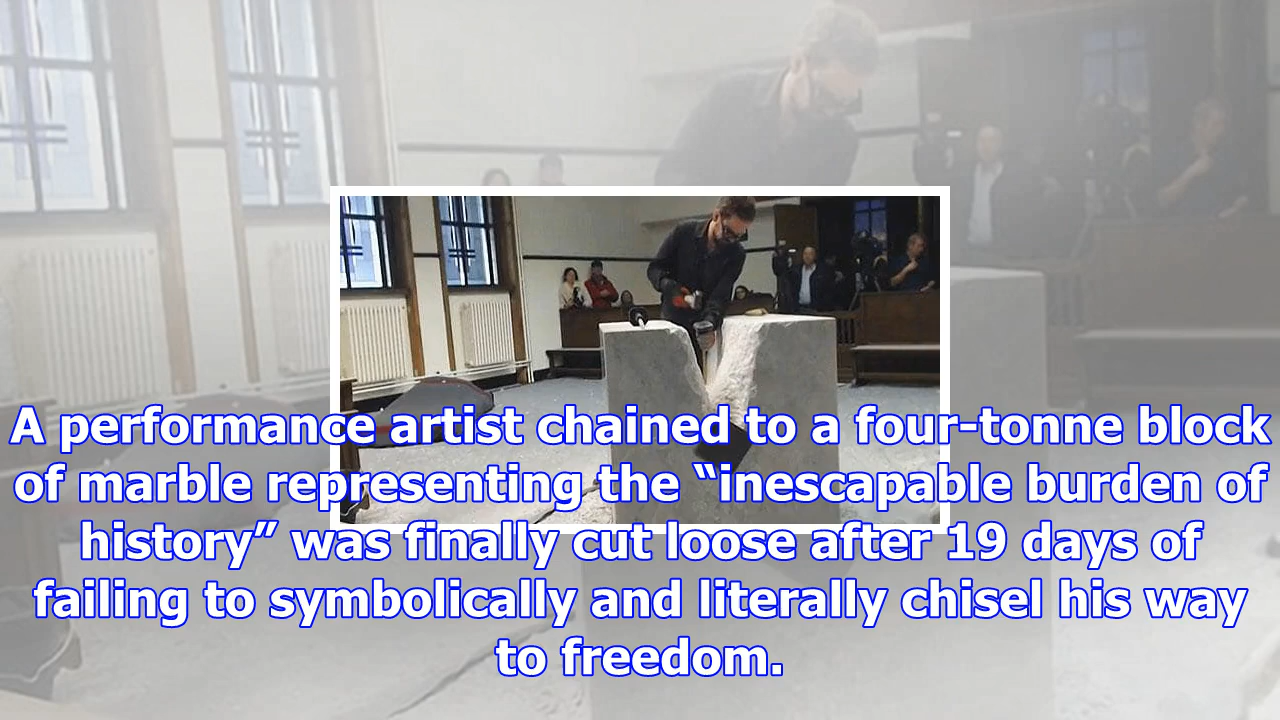 A performance artist chained to a four-tonne block
of marble representing the “inescapable burden of
history” was finally cut loose after 19 days of
failing to symbolically and literally chisel his way
to freedom.